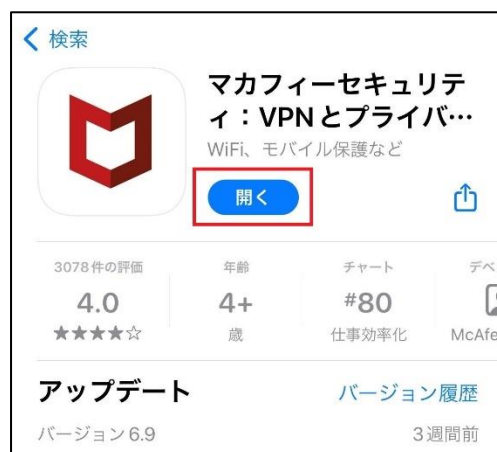 検索
マカフィーセキュリテ
ィ：VPNとプライバ…
WiFi、モバイル保護など
開く
3078件の評価
年齢
チャート
デベ
4.0
4+
#80
★★★★☆
歳
仕事効率化
McAfe
アップデート
バージョン履歴
バージョン 6.9
3週間前